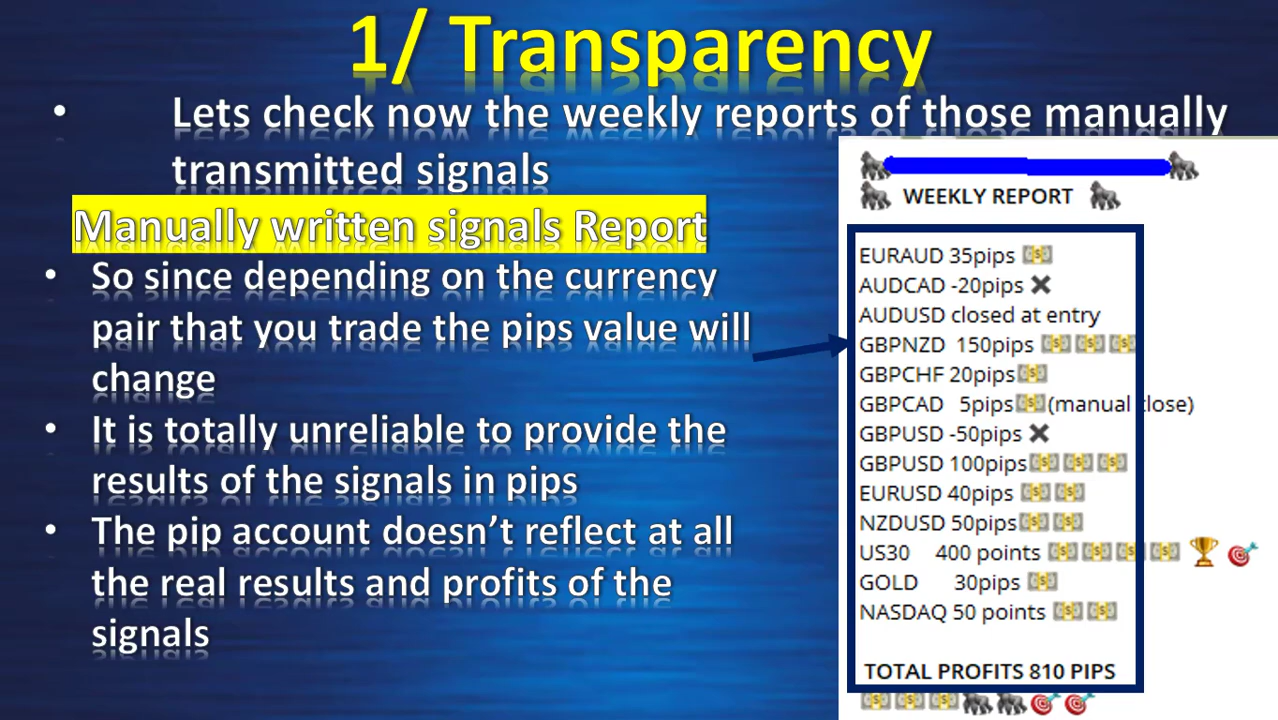 1/ Transparency
• Lets check now the weekly reports of those manually
transmitted signals
Manually written signals Report
• So since depending on the currency
pair that you trade the pips value will
change
• It is totally unreliable to provide the
results of the signals in pips
• The pip account doesn’t reflect at all
the real results and profits of the
signals
WEEKLY REPORT
EURAUD 35pips
AUDCAD -20pips
AUDUSD closed at entry
GBPNZD 150pips
GBPCHF 20pips
GBPCAD 5pips (manual close)
GBPUSD -50pips
GBPUSD 100pips
EURUSD 40pips
NZDUSD 50pips
US30 400 points
GOLD 30pips
NASDAQ 50 points
TOTAL PROFITS 810 PIPS